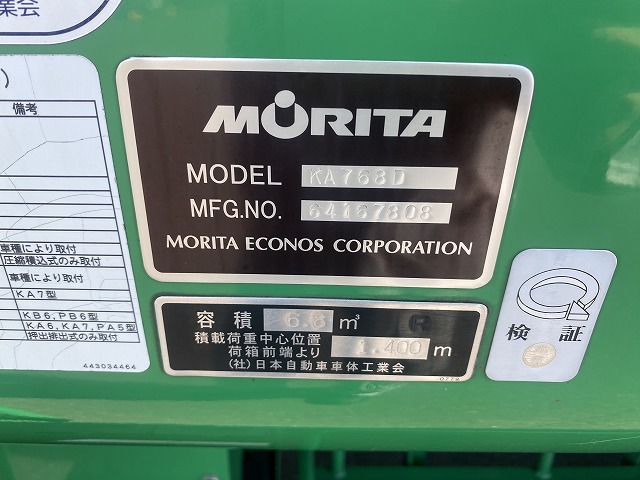 業会
)
備考
車種により取付
圧縮積込式のみ取付
車種により取付
KA7型
KB6,PB6型
KA6,KA7,PA5型
押出排出式のみ取付
443034464
MORITA
MODEL KA768D
MFG.NO. 64167808
MORITA ECONOS CORPORATION
容積 6.6 m³ R
積載荷重中心位置
荷箱前端より 1.400 m
(社)日本自動車車体工業会
0779
検証